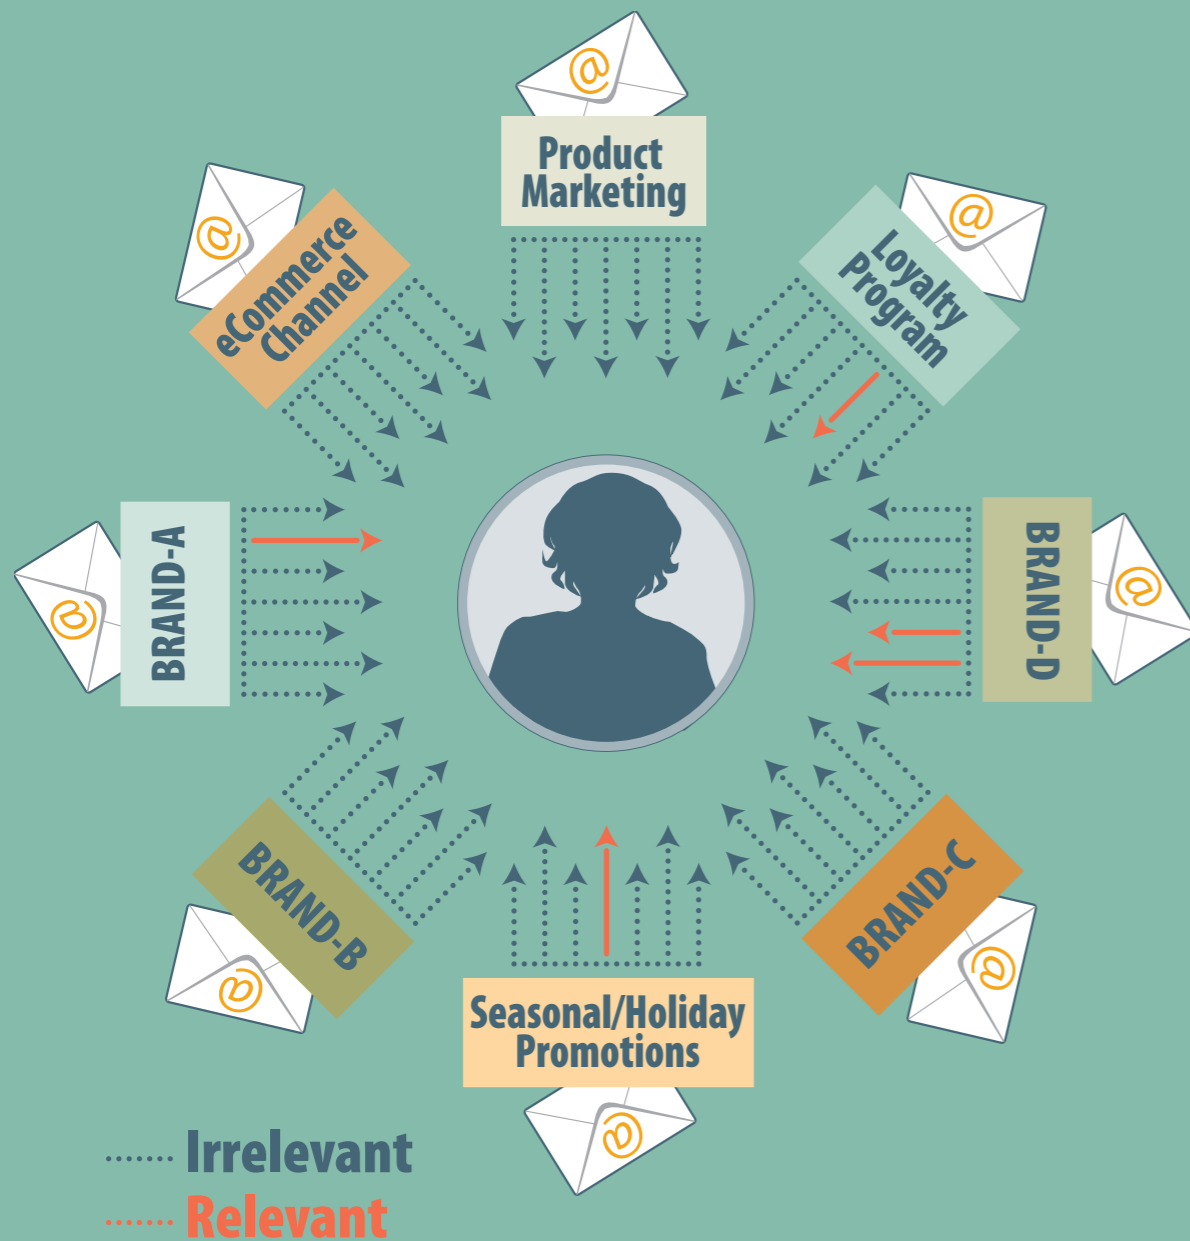 Product
Marketing
eCommerce
Channel
Loyalty
Program
BRAND-A
BRAND-D
BRAND-B
BRAND-C
Seasonal/Holiday
Promotions
Irrelevant
Relevant
@
@
@
@
@
@
@
@